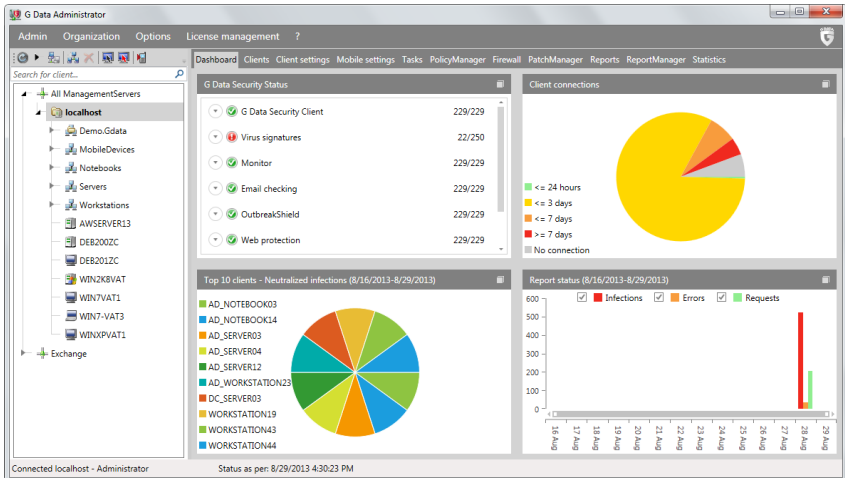 G Data Administrator
Admin Organization Options License management ?
Search for client...
All ManagementServers
localhost
Demo.Gdata
MobileDevices
Notebooks
Servers
Workstations
AWSERVER13
DEB200ZC
DEB201ZC
WIN2K8VAT
WIN7VAT1
WIN7-VAT3
WINXPVAT1
Exchange
Dashboard Clients Client settings Mobile settings Tasks PolicyManager Firewall PatchManager Reports ReportManager Statistics
G Data Security Status
G Data Security Client 229/229
Virus signatures 22/250
Monitor 229/229
Email checking 229/229
OutbreakShield 229/229
Web protection 229/229
Client connections
<= 24 hours
<= 3 days
<= 7 days
>= 7 days
No connection
Top 10 clients - Neutralized infections (8/16/2013-8/29/2013)
AD_NOTEBOOK03
AD_NOTEBOOK14
AD_SERVER03
AD_SERVER04
AD_SERVER12
AD_WORKSTATION23
DC_SERVER03
WORKSTATION19
WORKSTATION43
WORKSTATION44
Report status (8/16/2013-8/29/2013)
Infections Errors Requests
600
500
400
300
200
100
0
16 Aug
17 Aug
18 Aug
19 Aug
20 Aug
21 Aug
22 Aug
23 Aug
24 Aug
25 Aug
26 Aug
27 Aug
28 Aug
29 Aug
Connected localhost - Administrator Status as per: 8/29/2013 4:30:23 PM